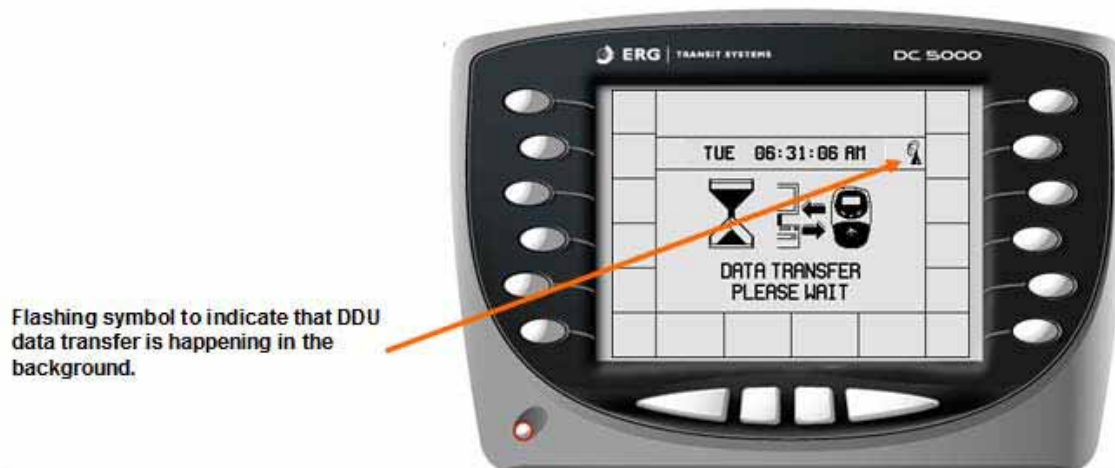 ERG TRANSIT SYSTEMS DC 5000
TUE 06:31:06 AM
DATA TRANSFER
PLEASE WAIT
Flashing symbol to indicate that DDU
data transfer is happening in the
background.